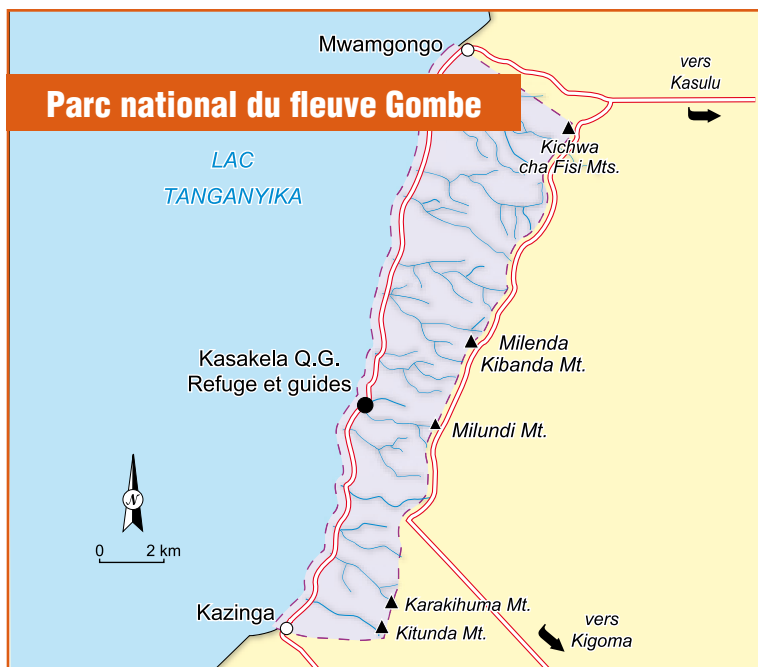 Mwamgongo
vers
Kasulu
Parc national du fleuve Gombe
Kichwa
cha Fisi Mts.
LAC
TANGANYIKA
Milenda
Kibanda Mt.
Kasakela Q.G.
Refuge et guides
Milundi Mt.
N
0 2 km
Karakihuma Mt.
Kazinga
Kitunda Mt.
vers
Kigoma